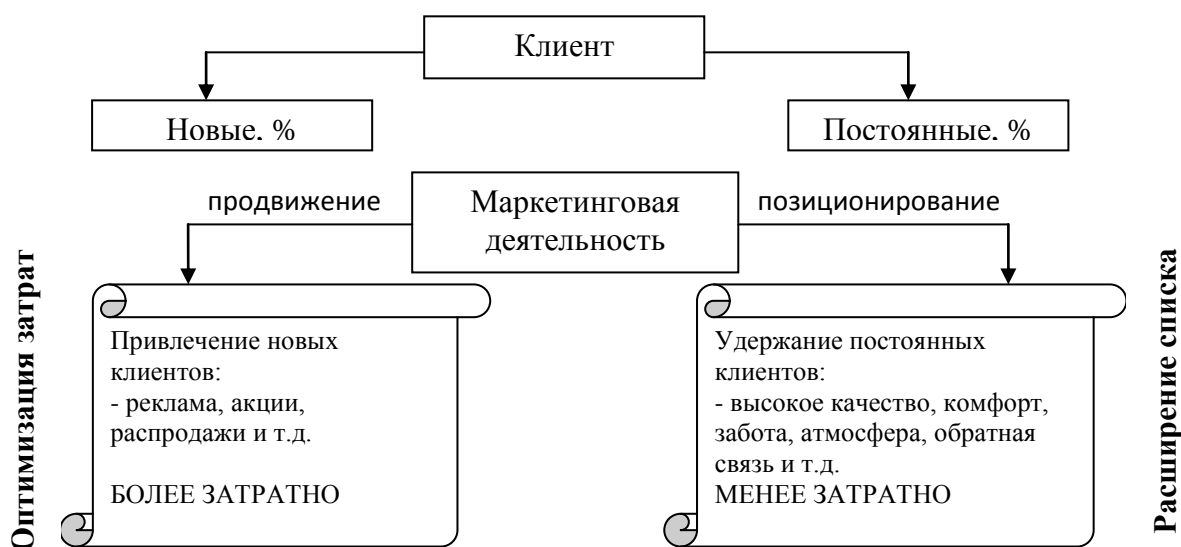 Клиент
Новые, %
Постоянные, %
продвижение
Маркетинговая
деятельность
позиционирование
Оптимизация затрат
Привлечение новых
клиентов:
- реклама, акции,
распродажи и т.д.
БОЛЕЕ ЗАТРАТНО
Удержание постоянных
клиентов:
- высокое качество, комфорт,
забота, атмосфера, обратная
связь и т.д.
МЕНЕЕ ЗАТРАТНО
Расширение списка